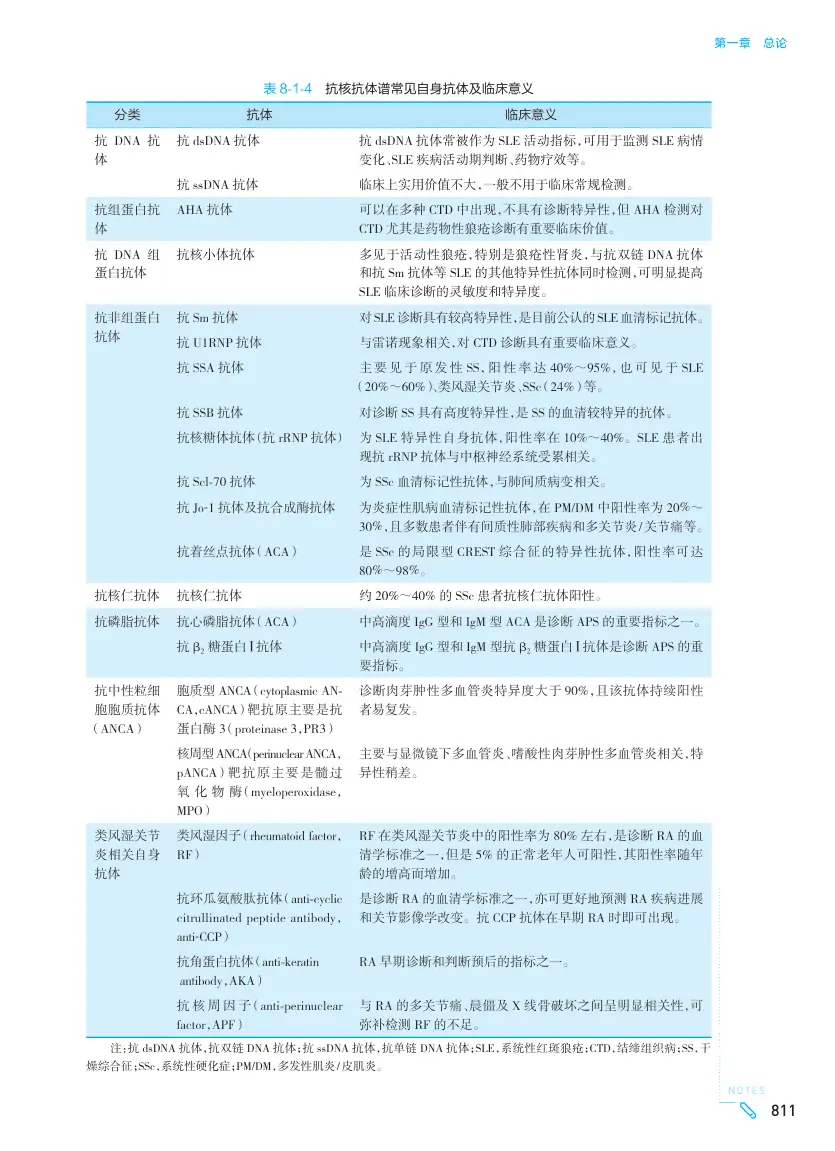 第一章 总论
表 8-1-4 抗核抗体谱常见自身抗体及临床意义
分类 抗体 临床意义
抗 DNA 抗 抗 dsDNA 抗体 抗 dsDNA 抗体常被作为 SLE 活动指标,可用于监测 SLE 病情
体 变化、SLE 疾病活动期判断、药物疗效等。
抗 ssDNA 抗体 临床上实用价值不大,一般不用于临床常规检测。
抗组蛋白抗 AHA 抗体 可以在多种 CTD 中出现,不具有诊断特异性,但 AHA 检测对
体 CTD 尤其是药物性狼疮诊断有重要临床价值。
抗 DNA 组 抗核小体抗体 多见于活动性狼疮,特别是狼疮性肾炎,与抗双链 DNA 抗体
蛋白抗体 和抗 Sm 抗体等 SLE 的其他特异性抗体同时检测,可明显提高
SLE 临床诊断的灵敏度和特异度。
抗非组蛋白 抗 Sm 抗体 对 SLE 诊断具有较高特异性,是目前公认的 SLE 血清标记抗体。
抗体 抗 U1RNP 抗体 与雷诺现象相关,对 CTD 诊断具有重要临床意义。
抗 SSA 抗体 主要见于原发性 SS,阳性率达 40%~95%,也可见于 SLE
(20%~60%)、类风湿关节炎、SSc(24%)等。
抗 SSB 抗体 对诊断 SS 具有高度特异性,是 SS 的血清较特异的抗体。
抗核糖体抗体(抗 rRNP 抗体) 为 SLE 特异性自身抗体,阳性率在 10%~40%。SLE 患者出
现抗 rRNP 抗体与中枢神经系统受累相关。
抗 Scl-70 抗体 为 SSc 血清标记性抗体,与肺间质病变相关。
抗 Jo-1 抗体及抗合成酶抗体 为炎症性肌病血清标记性抗体,在 PM/DM 中阳性率为 20%~
30%,且多数患者伴有间质性肺部疾病和多关节炎/关节痛等。
抗着丝点抗体(ACA) 是 SSc 的局限型 CREST 综合征的特异性抗体,阳性率可达
80%~98%。
抗核仁抗体 抗核仁抗体 约 20%~40% 的 SSc 患者抗核仁抗体阳性。
抗磷脂抗体 抗心磷脂抗体(ACA) 中高滴度 IgG 型和 IgM 型 ACA 是诊断 APS 的重要指标之一。
抗 β₂ 糖蛋白 I 抗体 中高滴度 IgG 型和 IgM 型抗 β₂ 糖蛋白 I 抗体是诊断 APS 的重
要指标。
抗中性粒细 胞质型 ANCA(cytoplasmic AN- 诊断肉芽肿性多血管炎特异度大于 90%,且该抗体持续阳性
胞胞质抗体 CA,cANCA)靶抗原主要是抗 者易复发。
(ANCA) 蛋白酶 3(proteinase 3,PR3)
核周型 ANCA(perinuclear ANCA, 主要与显微镜下多血管炎、嗜酸性肉芽肿性多血管炎相关,特
pANCA)靶抗原主要是髓过 异性稍差。
氧化物酶(myeloperoxidase,
MPO)
类风湿关节 类风湿因子(rheumatoid factor, RF 在类风湿关节炎中的阳性率为 80% 左右,是诊断 RA 的血
炎相关自身 RF) 清学标准之一,但是 5% 的正常老年人可阳性,其阳性率随年
抗体 龄的增高而增加。
抗环瓜氨酸肽抗体(anti-cyclic 是诊断 RA 的血清学标准之一,亦可更好地预测 RA 疾病进展
citrullinated peptide antibody, 和关节影像学改变。抗 CCP 抗体在早期 RA 时即可出现。
anti-CCP)
抗角蛋白抗体(anti-keratin RA 早期诊断和判断预后的指标之一。
antibody,AKA)
抗核周因子(anti-perinuclear 与 RA 的多关节痛、晨僵及 X 线骨破坏之间呈明显相关性,可
factor,APF) 弥补检测 RF 的不足。
注:抗 dsDNA 抗体,抗双链 DNA 抗体;抗 ssDNA 抗体,抗单链 DNA 抗体;SLE,系统性红斑狼疮;CTD,结缔组织病;SS,干
燥综合征;SSc,系统性硬化症;PM/DM,多发性肌炎/皮肌炎。
NOTES
811